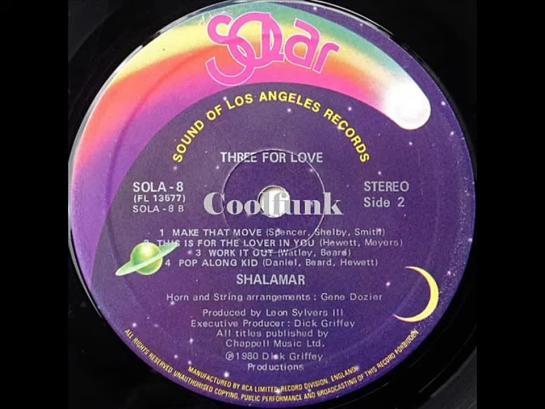 Solar
SOUND OF LOS ANGELES RECORDS
THREE FOR LOVE
SOLA - 8
(FL 13577)
SOLA - 8 B
STEREO
Side 2
Coolfunk
1 MAKE THAT MOVE (Spencer, Shelby, Smith)
2 THIS IS FOR THE LOVER IN YOU (Hewett, Meyers)
3 WORK IT OUT (Watley, Beard)
4 POP ALONG KID (Daniel, Beard, Hewett)
SHALAMAR
Horn and String arrangements : Gene Dozier
Produced by Leon Sylvers III
Executive Producer : Dick Griffey
All titles published by
Chappell Music Ltd.
℗1980 Dick Griffey
Productions
MANUFACTURED BY RCA LIMITED, RECORD DIVISION, ENGLAND.
ALL RIGHTS RESERVED UNAUTHORISED COPYING, PUBLIC PERFORMANCE AND BROADCASTING OF THIS RECORD FORBIDDEN